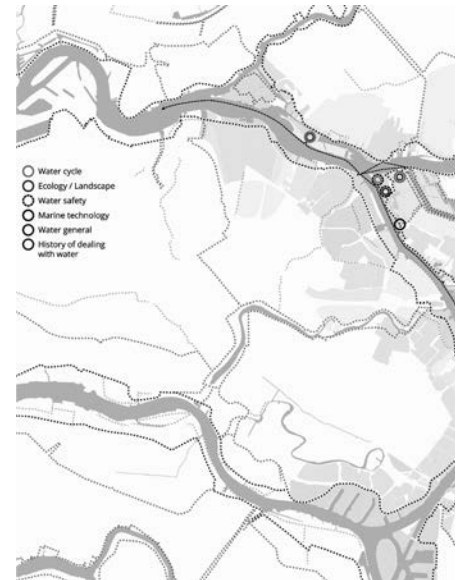 Water cycle
Ecology / Landscape
Water safety
Marine technology
Water general
History of dealing
with water